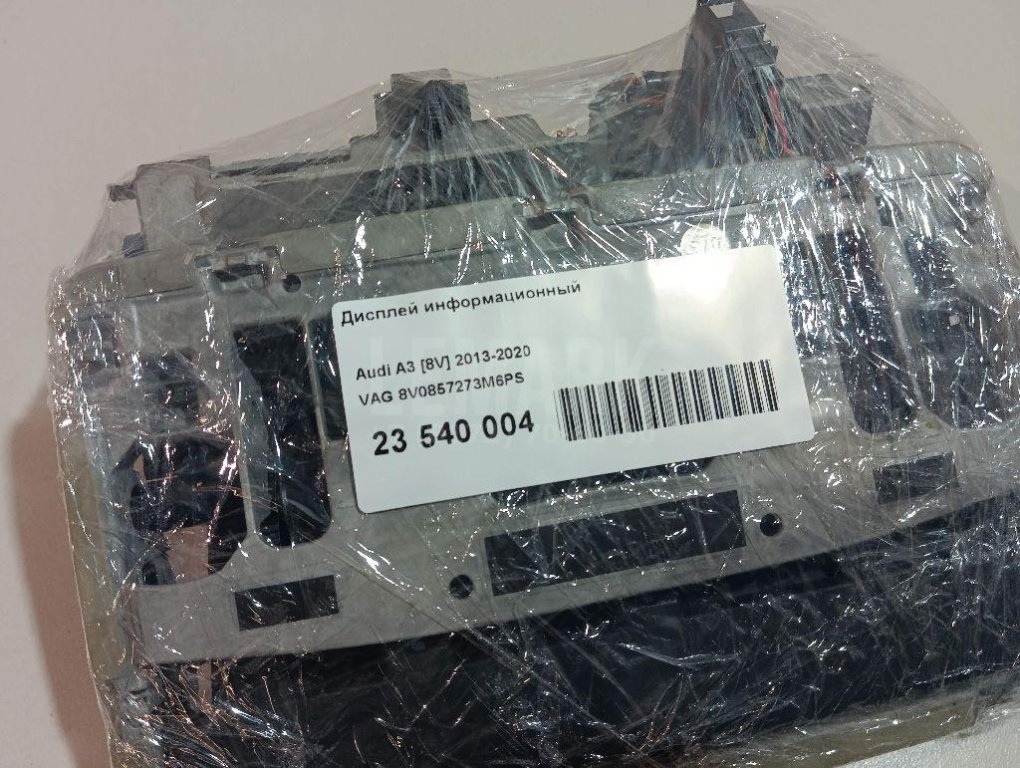 Дисплей информационный
Audi A3 [8V] 2013-2020
VAG 8V0857273M6PS
23 540 004